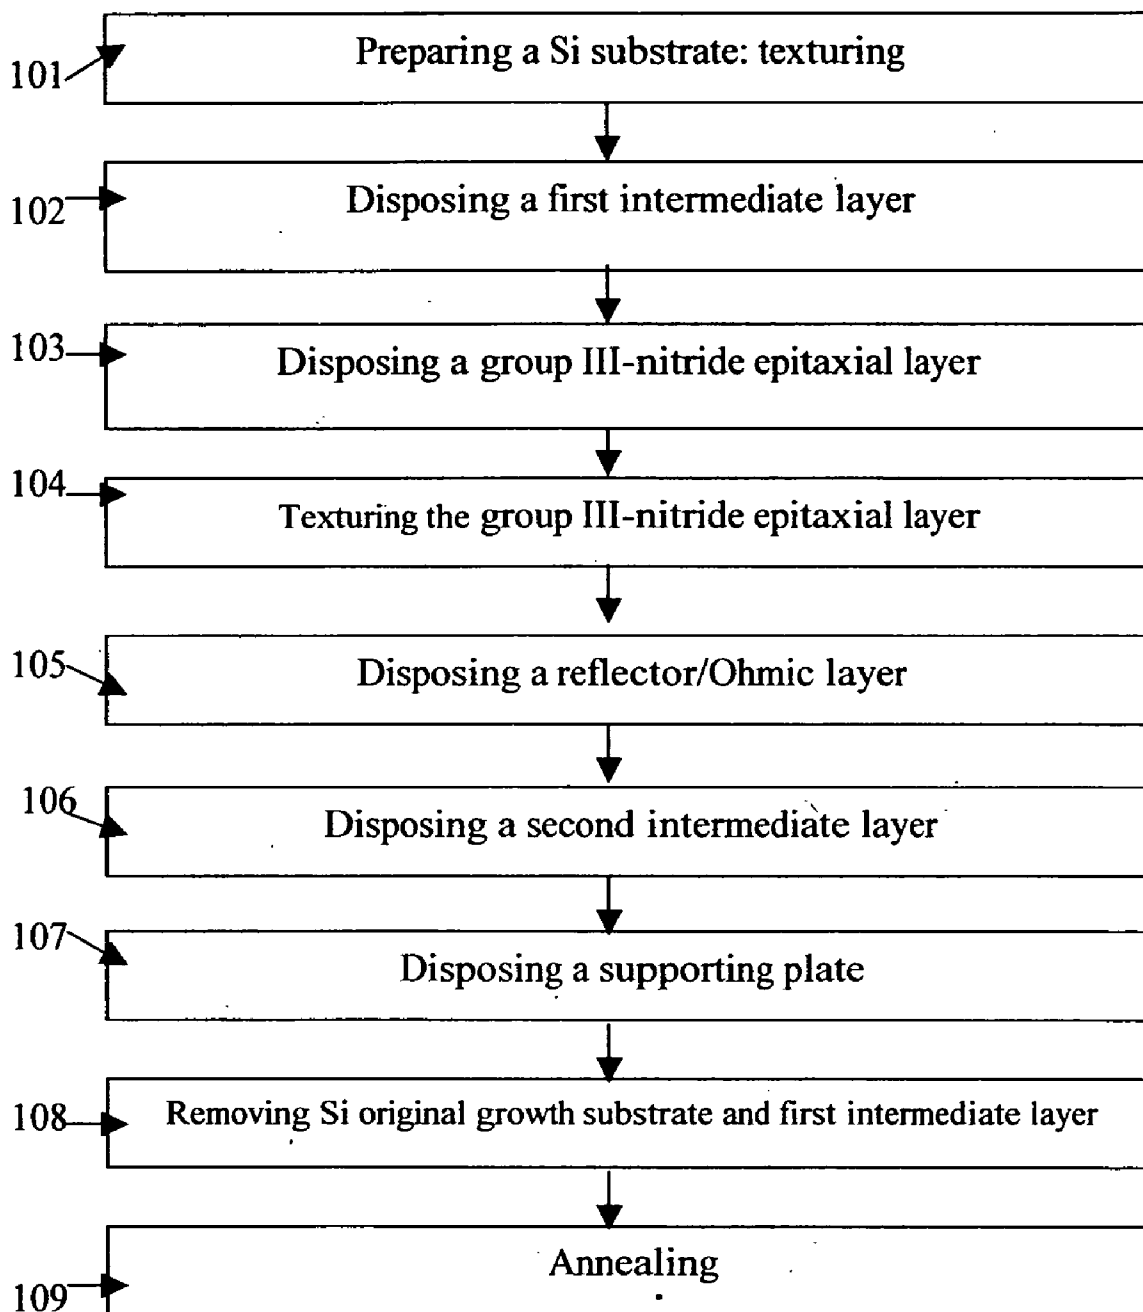 Preparing a Si substrate: texturing
101
Disposing a first intermediate layer
102
103
Disposing a group III-nitride epitaxial layer
104
Texturing the group III-nitride epitaxial layer
105
Disposing a reflector/Ohmic layer
106
Disposing a second intermediate layer
107
Disposing a supporting plate
108
Removing Si original growth substrate and first intermediate layer
Annealing
109